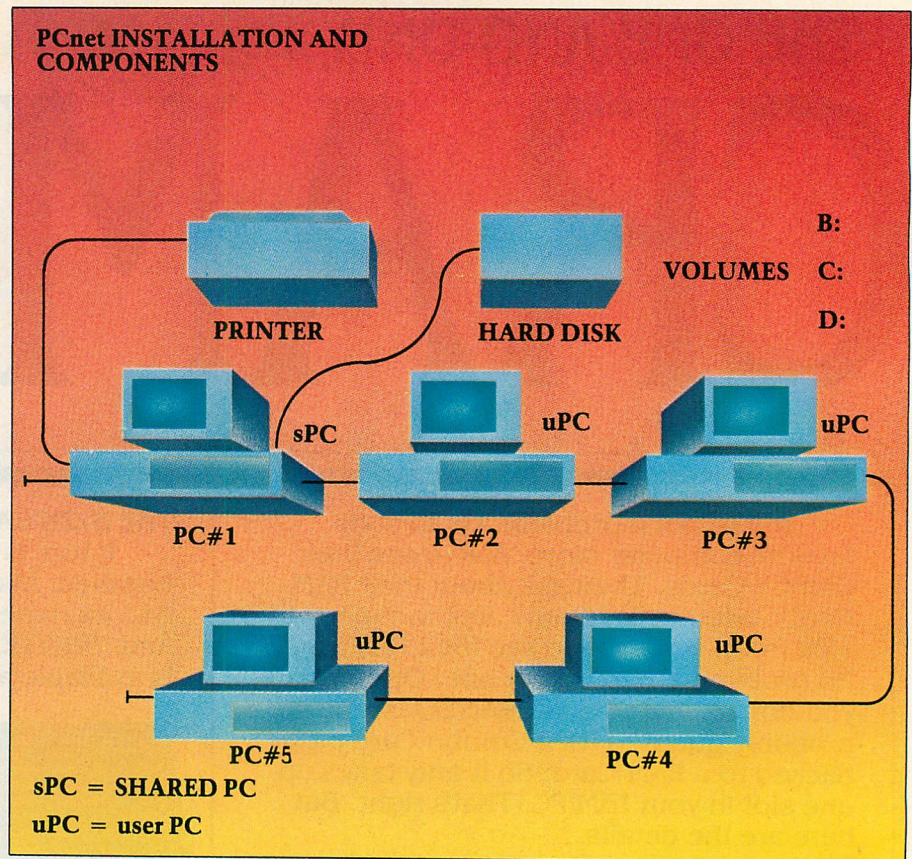 PCnet INSTALLATION AND
COMPONENTS
B:
VOLUMES C:
D:
PRINTER
HARD DISK
sPC
uPC
uPC
PC#1
PC#2
PC#3
uPC
uPC
PC#5
PC#4
sPC = SHARED PC
uPC = user PC